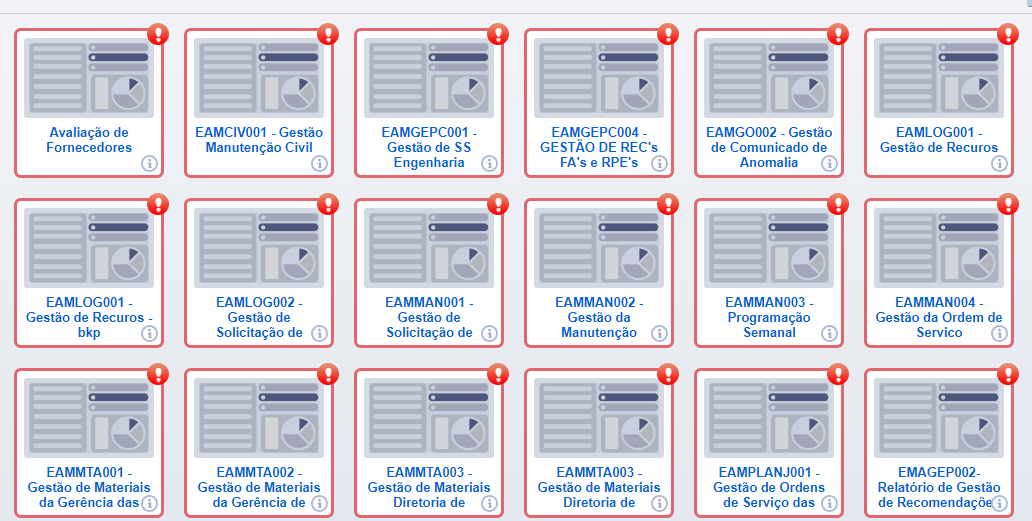 Avaliação de
Fornecedores
EAMCIV001 - Gestão
Manutenção Civil
EAMGEPC001 -
Gestão de SS
Engenharia
EAMGEPC004 -
GESTÃO DE REC's
FA's e RPE's
EAMGO002 - Gestão
de Comunicado de
Anomalia
EAMLOG001 -
Gestão de Recuros
EAMLOG001 -
Gestão de Recuros -
bkp
EAMLOG002 -
Gestão de
Solicitação de
EAMMAN001 -
Gestão de
Solicitação de
EAMMAN002 -
Gestão da
Manutenção
EAMMAN003 -
Programação
Semanal
EAMMAN004 -
Gestão da Ordem de
Servico
EAMMTA001 -
Gestão de Materiais
da Gerência das
EAMMTA002 -
Gestão de Materiais
da Gerência de
EAMMTA003 -
Gestão de Materiais
Diretoria de
EAMMTA003 -
Gestão de Materiais
Diretoria de
EAMPLANJ001 -
Gestão de Ordens
de Serviço das
EMAGEP002-
Relatório de Gestão
de Recomendaçõe